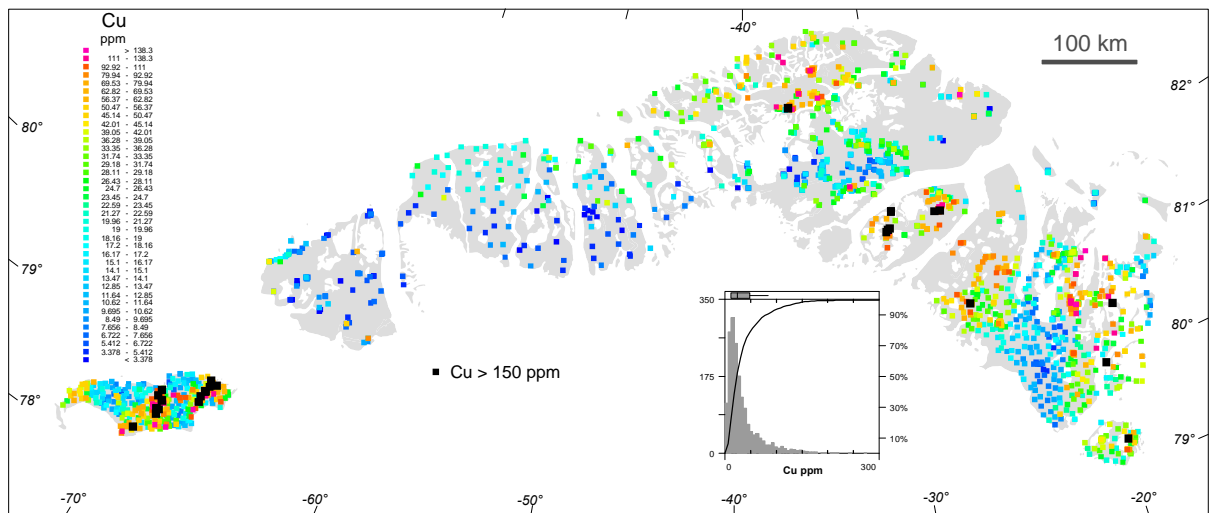 Cu
ppm
> 138.3
111 - 138.3
92.92 - 111
79.94 - 92.92
69.53 - 79.94
62.82 - 69.53
56.37 - 62.82
50.47 - 56.37
45.14 - 50.47
42.01 - 45.14
39.05 - 42.01
36.28 - 39.05
33.35 - 36.28
31.74 - 33.35
29.18 - 31.74
28.11 - 29.18
26.43 - 28.11
24.7 - 26.43
23.45 - 24.7
22.59 - 23.45
21.27 - 22.59
19.96 - 21.27
19 - 19.96
18.16 - 19
17.2 - 18.16
16.17 - 17.2
15.1 - 16.17
14.1 - 15.1
13.47 - 14.1
12.85 - 13.47
11.64 - 12.85
10.62 - 11.64
9.695 - 10.62
8.49 - 9.695
7.656 - 8.49
6.722 - 7.656
5.412 - 6.722
3.378 - 5.412
< 3.378
-40°
100 km
82°
80°
81°
79°
80°
78°
79°
Cu > 150 ppm
350
175
0
90%
70%
50%
30%
10%
0
300
Cu ppm
-70°
-60°
-50°
-40°
-30°
-20°